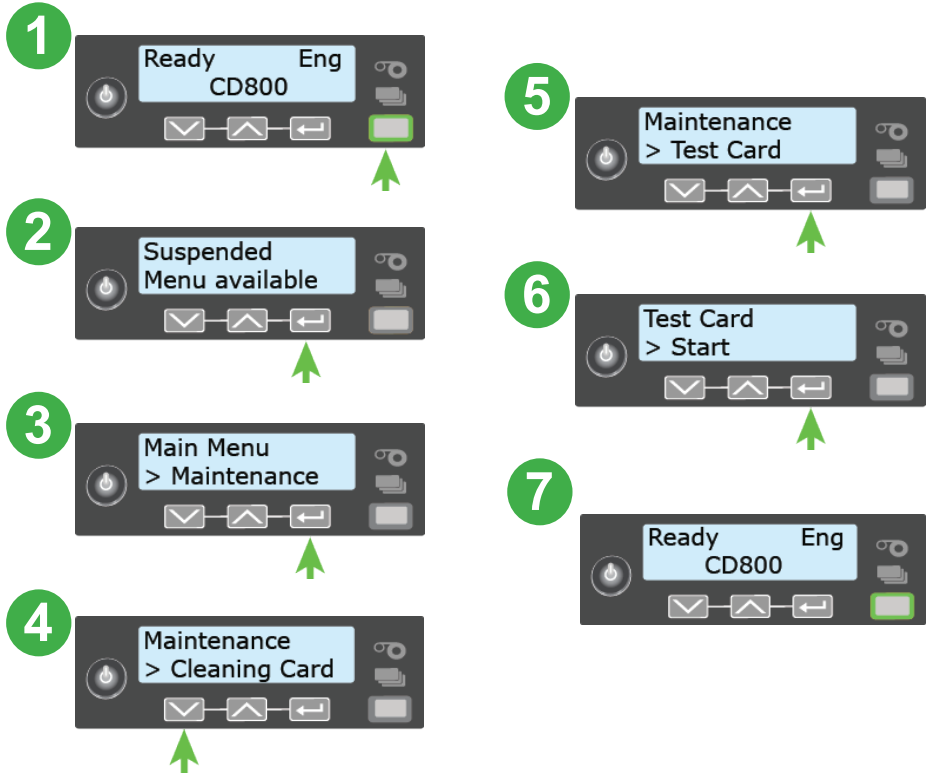 1
Ready Eng
CD800
2
Suspended
Menu available
3
Main Menu
> Maintenance
4
Maintenance
> Cleaning Card
5
Maintenance
> Test Card
6
Test Card
> Start
7
Ready Eng
CD800